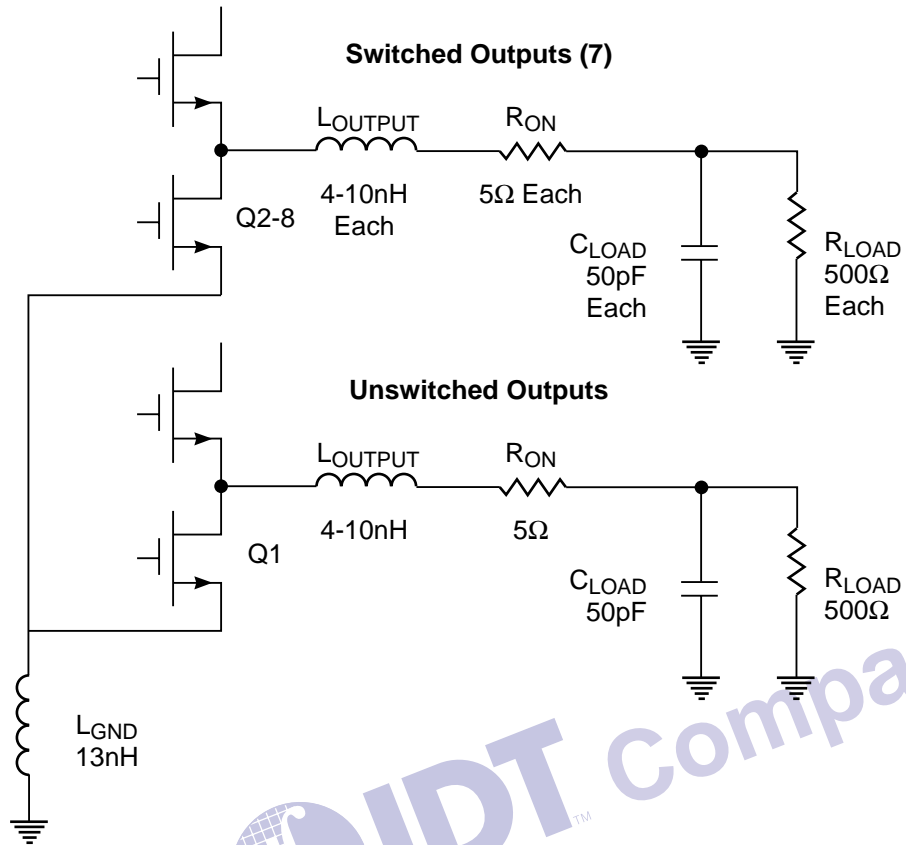 Switched Outputs (7)
LOUTPUT
RON
4-10nH
Each
5Ω Each
Q2-8
CLOAD
50pF
Each
RLOAD
500Ω
Each
Unswitched Outputs
LOUTPUT
RON
4-10nH
5Ω
Q1
CLOAD
50pF
RLOAD
500Ω
LGND
13nH
IDT Compa
TM